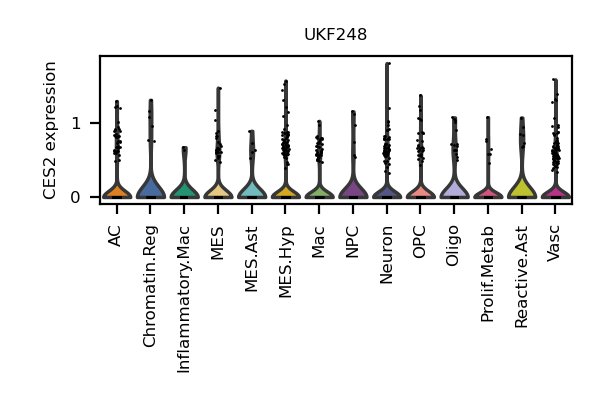 UKF248
CES2 expression
1
0
AC
Chromatin.Reg
Inflammatory.Mac
MES
MES.Ast
MES.Hyp
Mac
NPC
Neuron
OPC
Oligo
Prolif.Metab
Reactive.Ast
Vasc